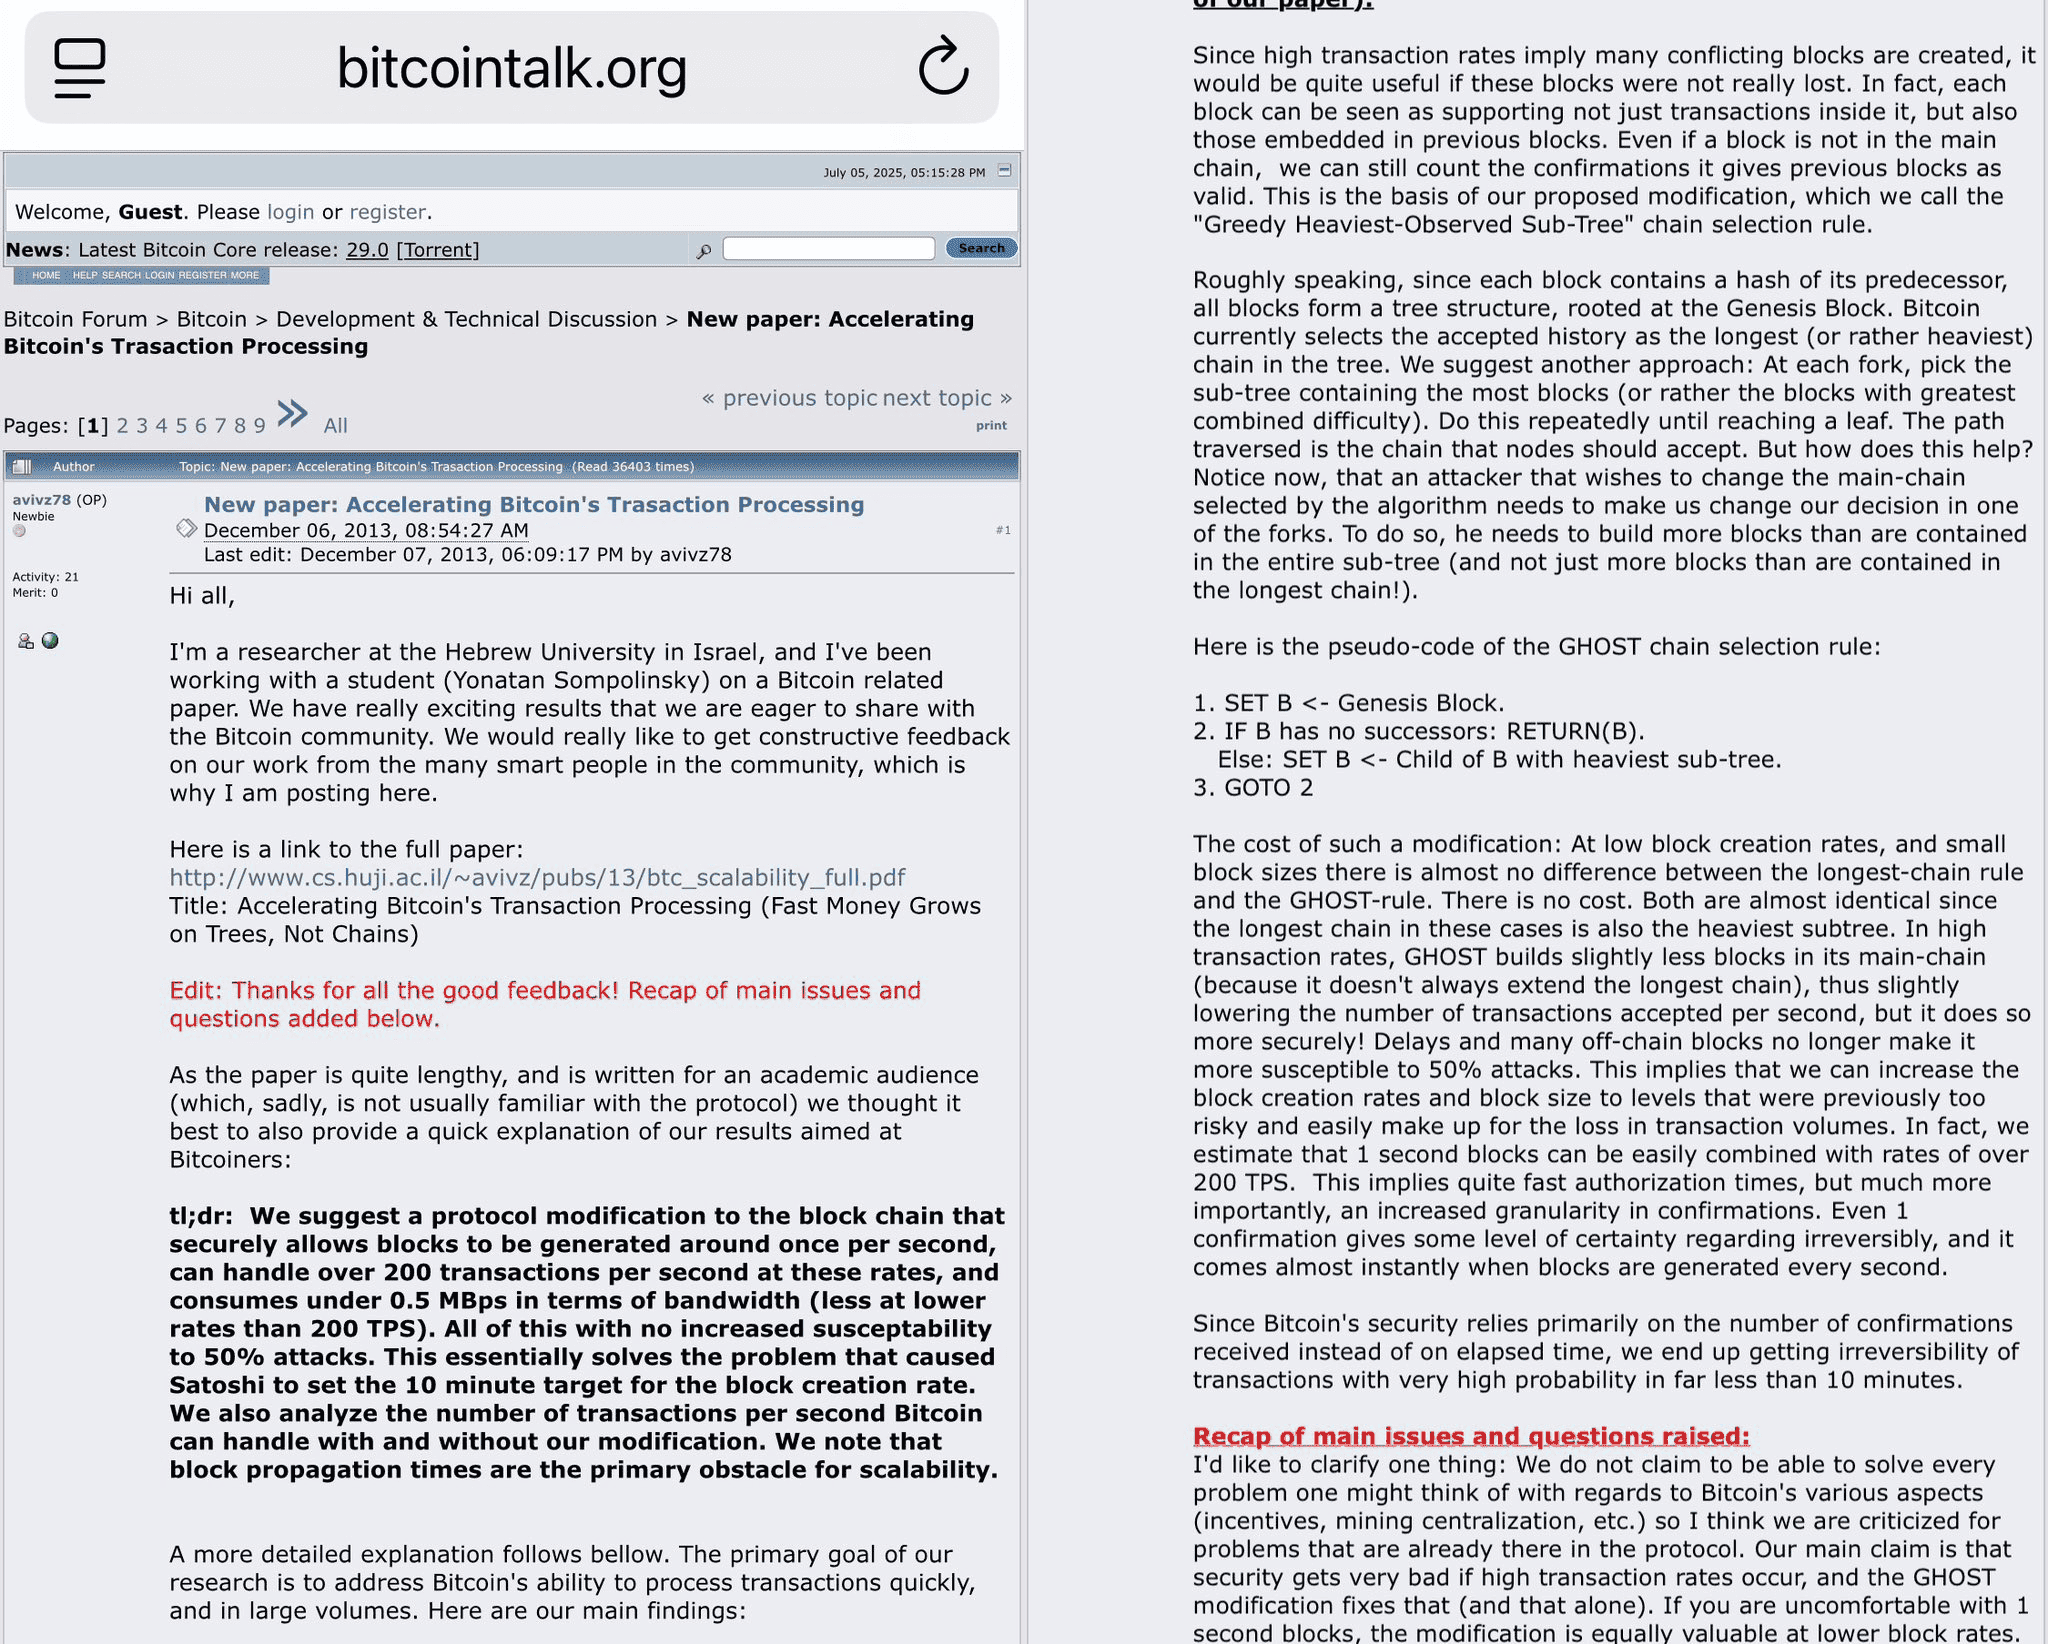 bitcointalk.org
July 05, 2025, 05:15:28 PM
Welcome, Guest. Please login or register.
News: Latest Bitcoin Core release: 29.0 [Torrent]
Search
HOME HELP SEARCH LOGIN REGISTER MORE
Bitcoin Forum > Bitcoin > Development & Technical Discussion > New paper: Accelerating
Bitcoin's Trasaction Processing
« previous topic next topic »
Pages: [1] 2 3 4 5 6 7 8 9 » All
print
Author Topic: New paper: Accelerating Bitcoin's Trasaction Processing (Read 36403 times)
avivz78 (OP)
Newbie
Activity: 21
Merit: 0
New paper: Accelerating Bitcoin's Trasaction Processing
December 06, 2013, 08:54:27 AM
#1
Last edit: December 07, 2013, 06:09:17 PM by avivz78
Hi all,
I'm a researcher at the Hebrew University in Israel, and I've been
working with a student (Yonatan Sompolinsky) on a Bitcoin related
paper. We have really exciting results that we are eager to share with
the Bitcoin community. We would really like to get constructive feedback
on our work from the many smart people in the community, which is
why I am posting here.
Here is a link to the full paper:
http://www.cs.huji.ac.il/~avivz/pubs/13/btc_scalability_full.pdf
Title: Accelerating Bitcoin's Transaction Processing (Fast Money Grows
on Trees, Not Chains)
Edit: Thanks for all the good feedback! Recap of main issues and
questions added below.
As the paper is quite lengthy, and is written for an academic audience
(which, sadly, is not usually familiar with the protocol) we thought it
best to also provide a quick explanation of our results aimed at
Bitcoiners:
tl;dr:  We suggest a protocol modification to the block chain that
securely allows blocks to be generated around once per second,
can handle over 200 transactions per second at these rates, and
consumes under 0.5 MBps in terms of bandwidth (less at lower
rates than 200 TPS). All of this with no increased susceptability
to 50% attacks. This essentially solves the problem that caused
Satoshi to set the 10 minute target for the block creation rate.
We also analyze the number of transactions per second Bitcoin
can handle with and without our modification. We note that
block propagation times are the primary obstacle for scalability.
A more detailed explanation follows bellow. The primary goal of our
research is to address Bitcoin's ability to process transactions quickly,
and in large volumes. Here are our main findings:
of our paper):
Since high transaction rates imply many conflicting blocks are created, it
would be quite useful if these blocks were not really lost. In fact, each
block can be seen as supporting not just transactions inside it, but also
those embedded in previous blocks. Even if a block is not in the main
chain,  we can still count the confirmations it gives previous blocks as
valid. This is the basis of our proposed modification, which we call the
"Greedy Heaviest-Observed Sub-Tree" chain selection rule.
Roughly speaking, since each block contains a hash of its predecessor,
all blocks form a tree structure, rooted at the Genesis Block. Bitcoin
currently selects the accepted history as the longest (or rather heaviest)
chain in the tree. We suggest another approach: At each fork, pick the
sub-tree containing the most blocks (or rather the blocks with greatest
combined difficulty). Do this repeatedly until reaching a leaf. The path
traversed is the chain that nodes should accept. But how does this help?
Notice now, that an attacker that wishes to change the main-chain
selected by the algorithm needs to make us change our decision in one
of the forks. To do so, he needs to build more blocks than are contained
in the entire sub-tree (and not just more blocks than are contained in
the longest chain!).
Here is the pseudo-code of the GHOST chain selection rule:
1. SET B <- Genesis Block.
2. IF B has no successors: RETURN(B).
Else: SET B <- Child of B with heaviest sub-tree.
3. GOTO 2
The cost of such a modification: At low block creation rates, and small
block sizes there is almost no difference between the longest-chain rule
and the GHOST-rule. There is no cost. Both are almost identical since
the longest chain in these cases is also the heaviest subtree. In high
transaction rates, GHOST builds slightly less blocks in its main-chain
(because it doesn't always extend the longest chain), thus slightly
lowering the number of transactions accepted per second, but it does so
more securely! Delays and many off-chain blocks no longer make it
more susceptible to 50% attacks. This implies that we can increase the
block creation rates and block size to levels that were previously too
risky and easily make up for the loss in transaction volumes. In fact, we
estimate that 1 second blocks can be easily combined with rates of over
200 TPS.  This implies quite fast authorization times, but much more
importantly, an increased granularity in confirmations. Even 1
confirmation gives some level of certainty regarding irreversibly, and it
comes almost instantly when blocks are generated every second.
Since Bitcoin's security relies primarily on the number of confirmations
received instead of on elapsed time, we end up getting irreversibility of
transactions with very high probability in far less than 10 minutes.
Recap of main issues and questions raised:
I'd like to clarify one thing: We do not claim to be able to solve every
problem one might think of with regards to Bitcoin's various aspects
(incentives, mining centralization, etc.) so I think we are criticized for
problems that are already there in the protocol. Our main claim is that
security gets very bad if high transaction rates occur, and the GHOST
modification fixes that (and that alone). If you are uncomfortable with 1
second blocks, the modification is equally valuable at lower block rates.